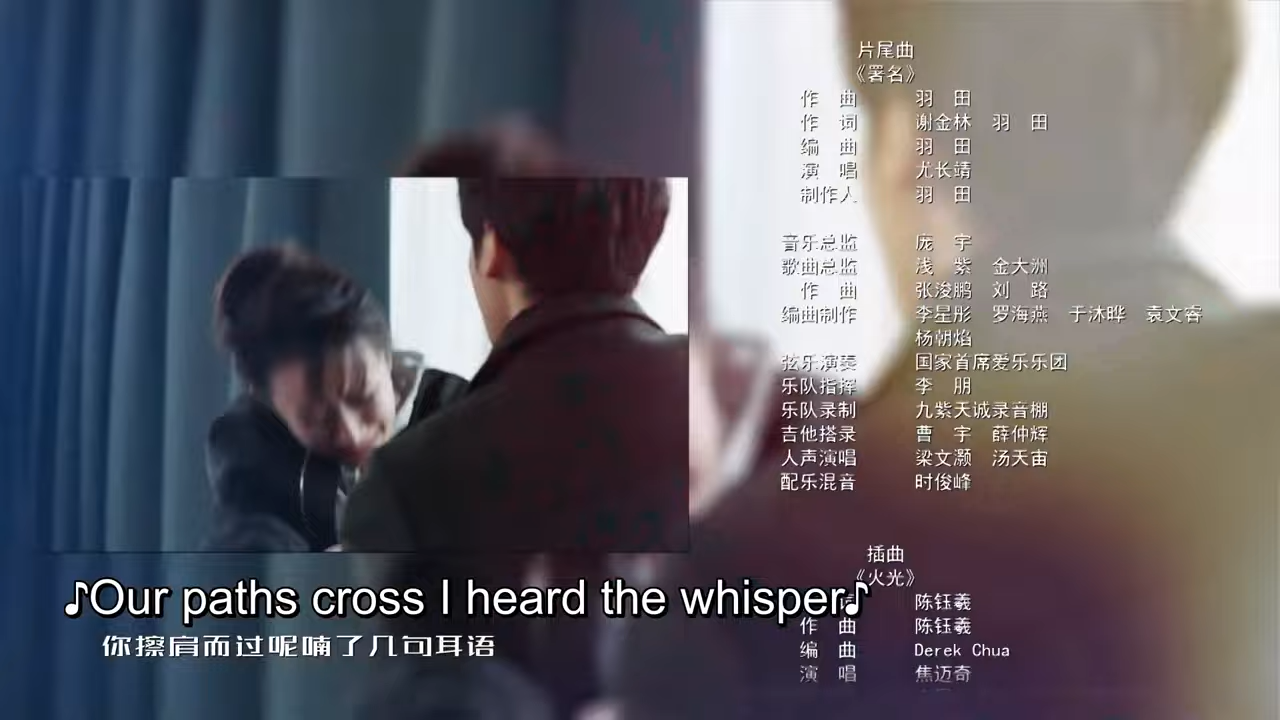 片尾曲
《署名》
作 曲 羽 田
作 词 谢金林 羽 田
编 曲 羽 田
演 唱 尤长靖
制作人 羽 田
音乐总监 庞 宇
歌曲总监 浅 紫 金大洲
作 曲 张浚鹏 刘 路
编曲制作 李星彤 罗海燕 于沐晔 袁文睿
杨朝焰
弦乐演奏 国家首席爱乐乐团
乐队指挥 李 朋
乐队录制 九紫天诚录音棚
吉他搭录 曹 宇 薛仲辉
人声演唱 梁文灏 汤天宙
配乐混音 时俊峰
插曲
《火光》
词 陈钰羲
作 曲 陈钰羲
编 曲 Derek Chua
演 唱 焦迈奇
♪Our paths cross I heard the whisper♪
你擦肩而过呢喃了几句耳语